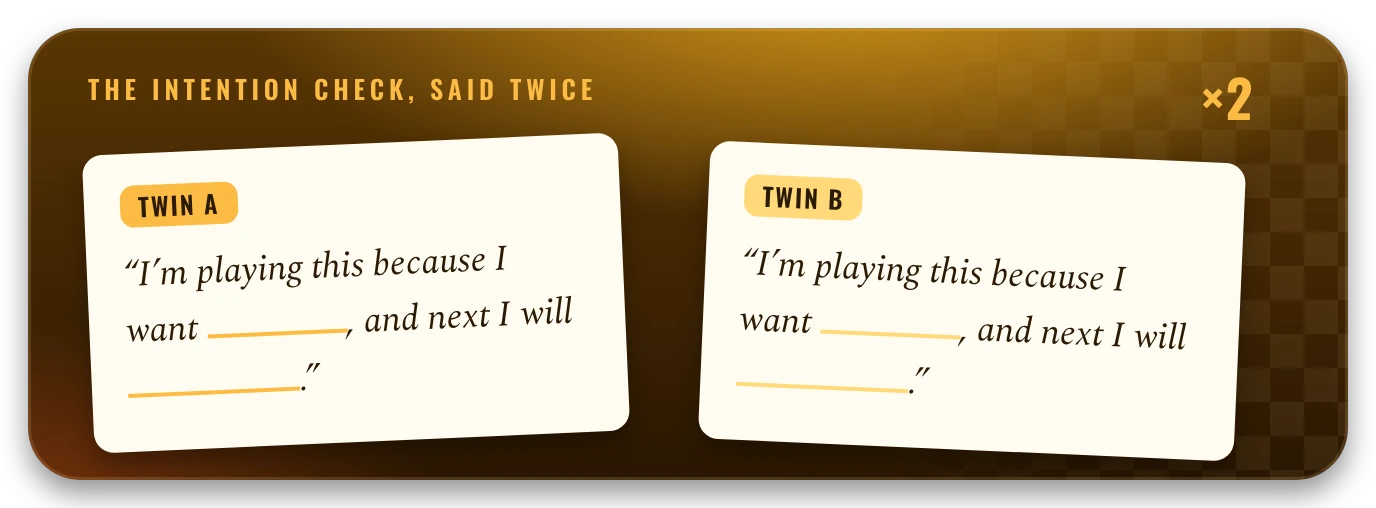 THE INTENTION CHECK, SAID TWICE
×2
TWIN A
“I’m playing this because I
want ________, and next I will
__________.”
TWIN B
“I’m playing this because I
want ________, and next I will
__________.”